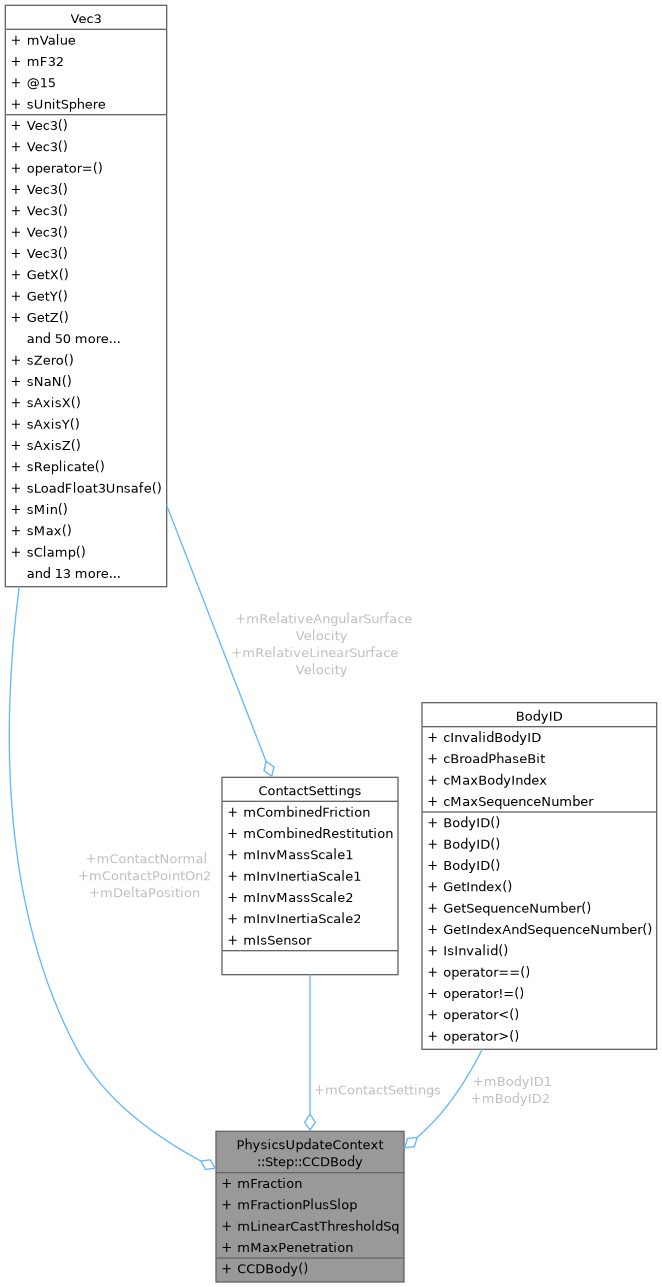 Vec3
+ mValue
+ mF32
+ @15
+ sUnitSphere
+ Vec3()
+ Vec3()
+ operator=()
+ Vec3()
+ Vec3()
+ Vec3()
+ Vec3()
+ GetX()
+ GetY()
+ GetZ()
and 50 more...
+ sZero()
+ sNaN()
+ sAxisX()
+ sAxisY()
+ sAxisZ()
+ sReplicate()
+ sLoadFloat3Unsafe()
+ sMin()
+ sMax()
+ sClamp()
and 13 more...
+mRelativeAngularSurface
Velocity
+mRelativeLinearSurface
Velocity
BodyID
+ cInvalidBodyID
+ cBroadPhaseBit
+ cMaxBodyIndex
+ cMaxSequenceNumber
+ BodyID()
+ BodyID()
+ BodyID()
+ GetIndex()
+ GetSequenceNumber()
+ GetIndexAndSequenceNumber()
+ IsInvalid()
+ operator==()
+ operator!=()
+ operator<()
+ operator>()
ContactSettings
+ mCombinedFriction
+ mCombinedRestitution
+ mInvMassScale1
+ mInvInertiaScale1
+ mInvMassScale2
+ mInvInertiaScale2
+ mIsSensor
+mContactNormal
+mContactPointOn2
+mDeltaPosition
+mContactSettings
+mBodyID1
+mBodyID2
PhysicsUpdateContext
::Step::CCDBody
+ mFraction
+ mFractionPlusSlop
+ mLinearCastThresholdSq
+ mMaxPenetration
+ CCDBody()